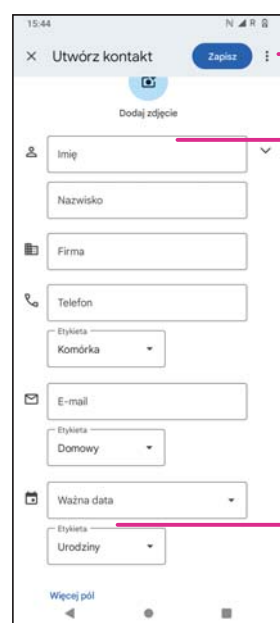 15:44 N R
Utwórz kontakt Zapisz
Dodaj zdjęcie
Imię
Nazwisko
Firma
Telefon
Etykieta
Komórka
E-mail
Etykieta
Domowy
Ważna data
Etykieta
Urodziny
Więcej pól